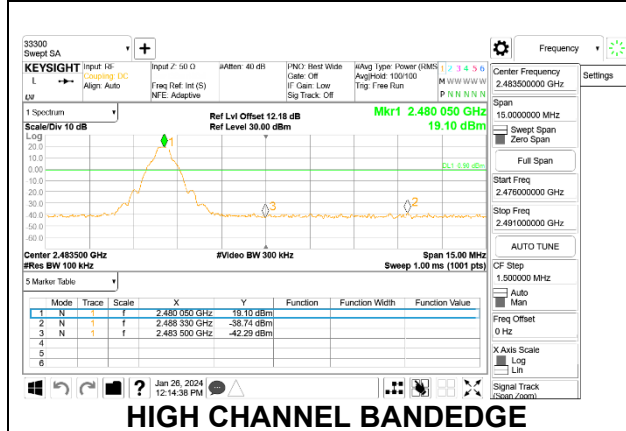 33300
Swept SA
Frequency
KEYSIGHT
L
Input: RF
Coupling: DC
Align: Auto
Input Z: 50 Ω
Freq Ref: Int (S)
NFE: Adaptive
#Atten: 40 dB
PNO: Best Wide
Gate: Off
IF Gain: Low
Sig Track: Off
#Avg Type: Power (RMS
Avg|Hold: 100/100
Trig: Free Run
1 2 3 4 5 6
M W W W W W
P N N N N N
Center Frequency
2.483500000 GHz
Settings
Span
15.0000000 MHz
Swept Span
Zero Span
Full Span
Start Freq
2.476000000 GHz
Stop Freq
2.491000000 GHz
AUTO TUNE
CF Step
1.500000 MHz
Auto
Man
Freq Offset
0 Hz
X Axis Scale
Log
Lin
Signal Track
(Span Zoom)
1 Spectrum
Scale/Div 10 dB
Ref Lvl Offset 12.18 dB
Ref Level 30.00 dBm
Mkr1 2.480 050 GHz
19.10 dBm
Log
20.0
10.0
0.00
-10.0
-20.0
-30.0
-40.0
-50.0
-60.0
1
2
3
Center 2.483500 GHz
#Res BW 100 kHz
#Video BW 300 kHz
Span 15.00 MHz
Sweep 1.00 ms (1001 pts)
5 Marker Table
Mode Trace Scale X Y Function Function Width Function Value
1 N 1 f 2.480 050 GHz 19.10 dBm
2 N 1 f 2.488 330 GHz -38.74 dBm
3 N 1 f 2.483 500 GHz -42.29 dBm
4
5
6
?
Jan 26, 2024
12:14:38 PM
HIGH CHANNEL BANDEDGE